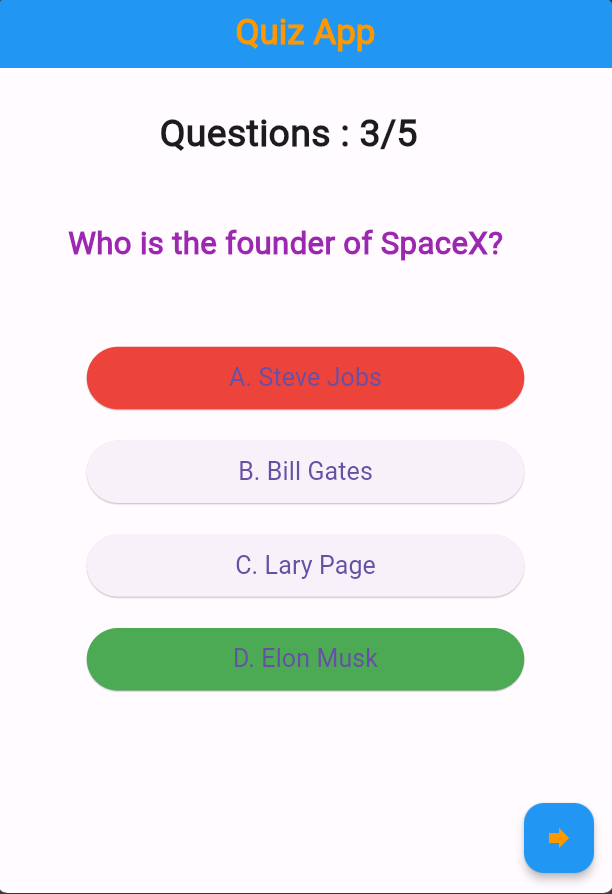 Quiz App
Questions : 3/5
Who is the founder of SpaceX?
A. Steve Jobs
B. Bill Gates
C. Lary Page
D. Elon Musk